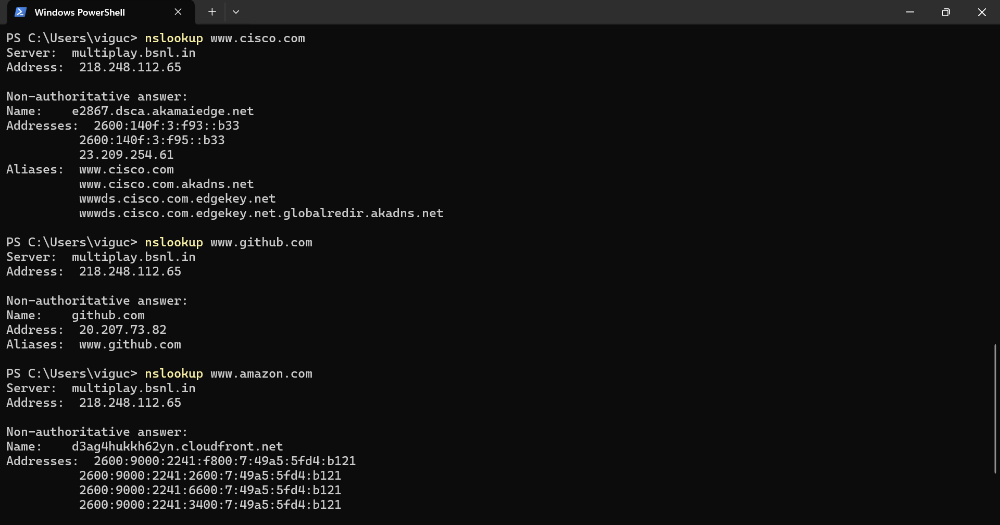 Windows PowerShell
PS C:\Users\viguc> nslookup www.cisco.com
Server:  multiplay.bsnl.in
Address:  218.248.112.65

Non-authoritative answer:
Name:    e2867.dsca.akamaiedge.net
Addresses:  2600:140f:3:f93::b33
          2600:140f:3:f95::b33
          23.209.254.61
Aliases:  www.cisco.com
          www.cisco.com.akadns.net
          wwwds.cisco.com.edgekey.net
          wwwds.cisco.com.edgekey.net.globalredir.akadns.net

PS C:\Users\viguc> nslookup www.github.com
Server:  multiplay.bsnl.in
Address:  218.248.112.65

Non-authoritative answer:
Name:    github.com
Address:  20.207.73.82
Aliases:  www.github.com

PS C:\Users\viguc> nslookup www.amazon.com
Server:  multiplay.bsnl.in
Address:  218.248.112.65

Non-authoritative answer:
Name:    d3ag4hukkh62yn.cloudfront.net
Addresses:  2600:9000:2241:f800:7:49a5:5fd4:b121
          2600:9000:2241:2600:7:49a5:5fd4:b121
          2600:9000:2241:6600:7:49a5:5fd4:b121
          2600:9000:2241:3400:7:49a5:5fd4:b121